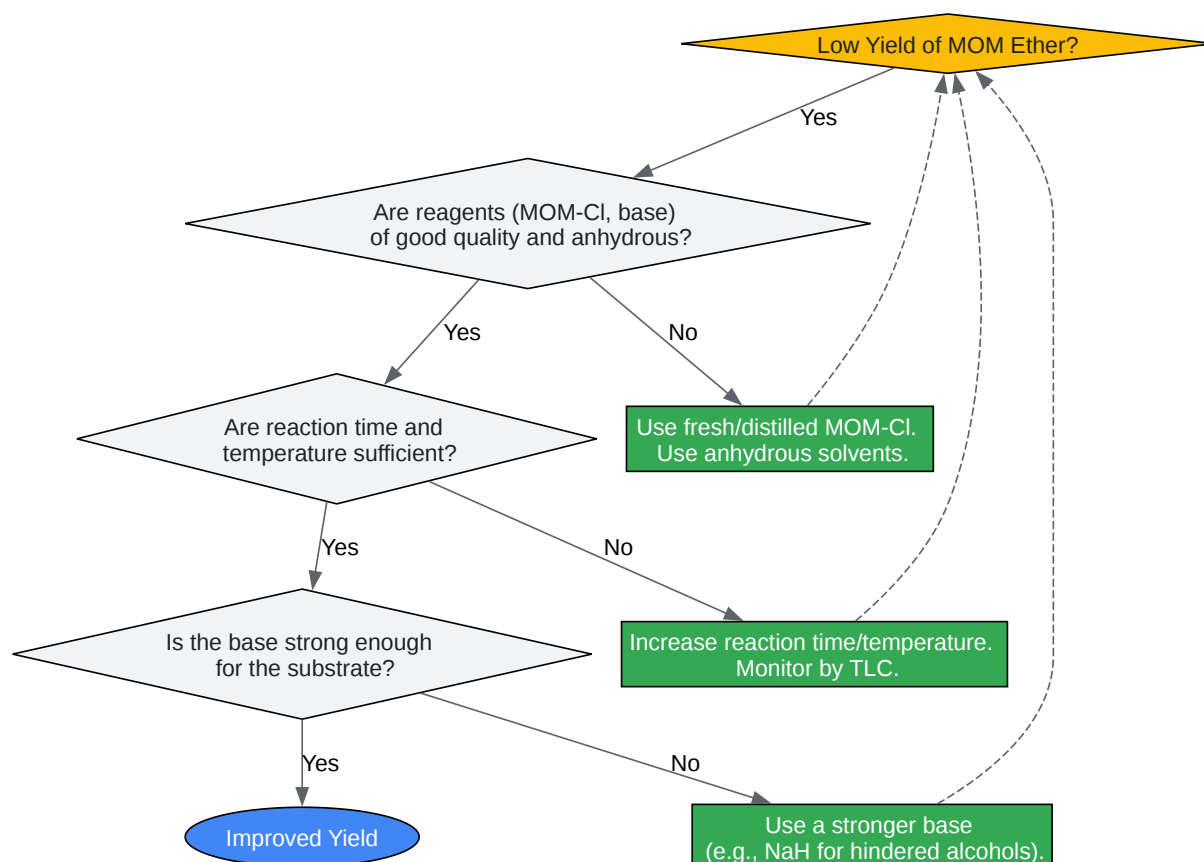 Low Yield of MOM Ether?
Yes
Are reagents (MOM-Cl, base)
of good quality and anhydrous?
Yes
No
Are reaction time and
temperature sufficient?
Use fresh/distilled MOM-Cl.
Use anhydrous solvents.
Yes
No
Is the base strong enough
for the substrate?
Increase reaction time/temperature.
Monitor by TLC.
Yes
No
Improved Yield
Use a stronger base
(e.g., NaH for hindered alcohols).